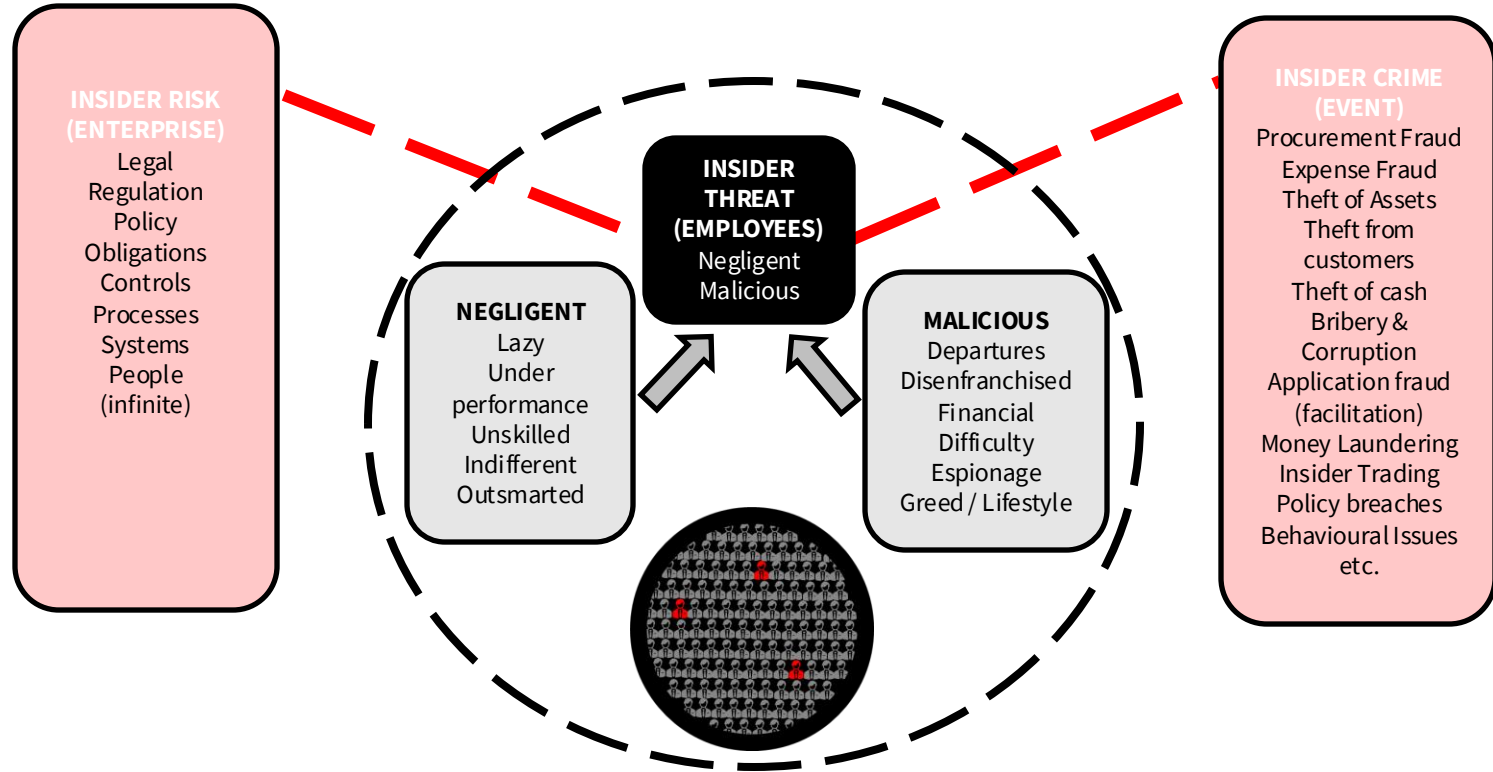 INSIDER RISK
(ENTERPRISE)
Legal
Regulation
Policy
Obligations
Controls
Processes
Systems
People
(infinite)
INSIDER
THREAT
(EMPLOYEES)
Negligent
Malicious
NEGLIGENT
Lazy
Under
performance
Unskilled
Indifferent
Outsmarted
MALICIOUS
Departures
Disenfranchised
Financial
Difficulty
Espionage
Greed / Lifestyle
INSIDER CRIME
(EVENT)
Procurement Fraud
Expense Fraud
Theft of Assets
Theft from
customers
Theft of cash
Bribery &
Corruption
Application fraud
(facilitation)
Money Laundering
Insider Trading
Policy breaches
Behavioural Issues
etc.